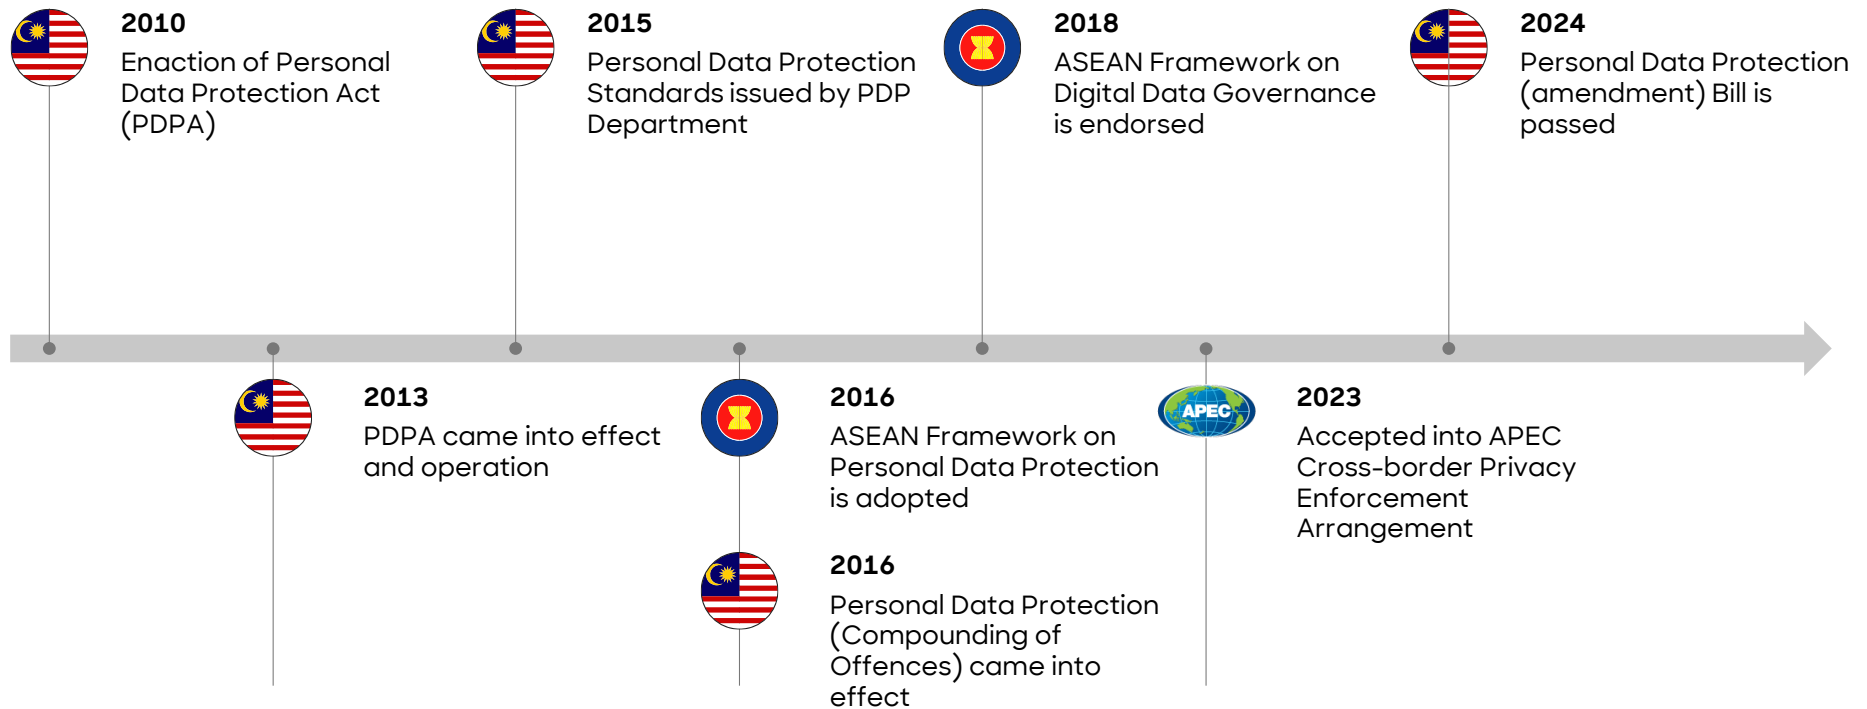 2010
Enaction of Personal
Data Protection Act
(PDPA)
2015
Personal Data Protection
Standards issued by PDP
Department
2018
ASEAN Framework on
Digital Data Governance
is endorsed
2024
Personal Data Protection
(amendment) Bill is
passed
2013
PDPA came into effect
and operation
2016
ASEAN Framework on
Personal Data Protection
is adopted
2016
Personal Data Protection
(Compounding of
Offences) came into
effect
APEC
2023
Accepted into APEC
Cross-border Privacy
Enforcement
Arrangement